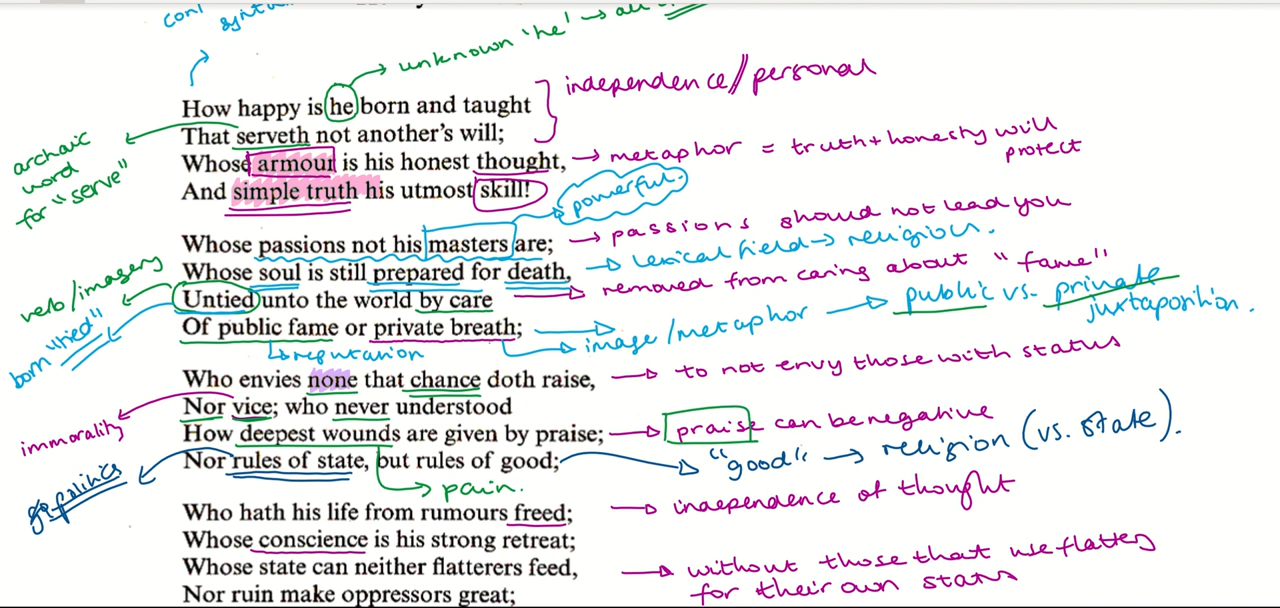 unknown 'he' →
independence // personal
How happy is he born and taught
That serveth not another's will;
archaic
word
for "serve"
Whose armour is his honest thought,
→ metaphor = truth + honesty will
protect
And simple truth his utmost skill!
powerful.
Whose passions not his masters are;
→ passions should not lead you
Whose soul is still prepared for death,
→ lexical field → religion.
Untied unto the world by care
→ removed from caring about "fame"
verb/imagery
born "tied"
Of public fame or private breath;
→ image/metaphor → public vs. private
juxtaposition.
↳ reputation
Who envies none that chance doth raise,
→ to not envy those with status
Nor vice; who never understood
immorality
How deepest wounds are given by praise;
→ praise can be negative
Nor rules of state, but rules of good;
→ "good" → religion (vs. state).
politics
→ pain.
Who hath his life from rumours freed;
→ independence of thought
Whose conscience is his strong retreat;
Whose state can neither flatterers feed,
→ without those that use flattery
for their own status
Nor ruin make oppressors great;